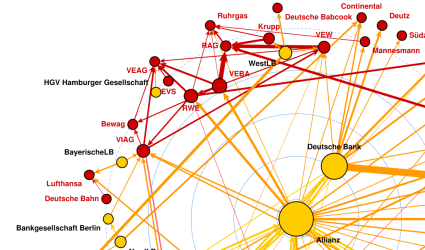 Continental
Ruhrgas
Deutsche Babcook
Deutz
Krupp
VEW
RAG
Mannesmann
WestLB
VEAG
VEBA
HGV Hamburger Gesellschaft
EVS
RWE
Bewag
VIAG
BayerischeLB
Deutsche Bank
Lufthansa
Deutsche Bahn
Bankgesellschaft Berlin
Allianz